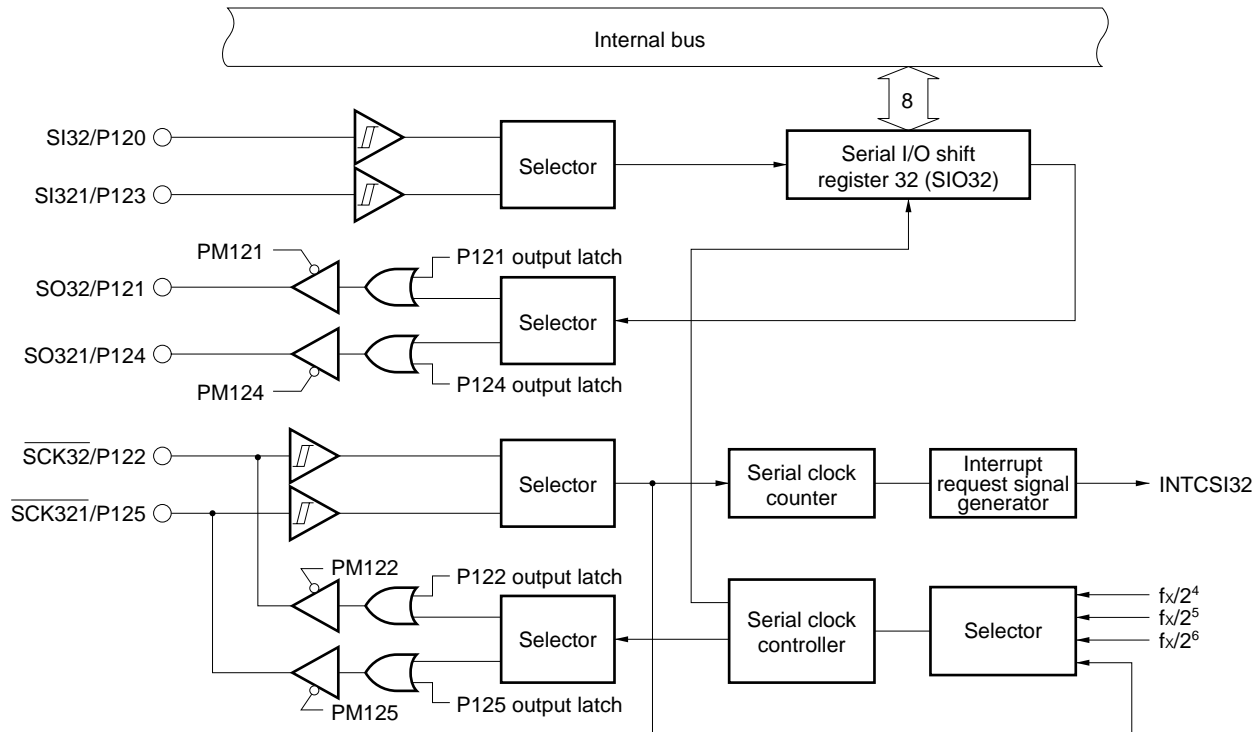 Internal bus
8
SI32/P120
SI321/P123
Selector
Serial I/O shift
register 32 (SIO32)
PM121
P121 output latch
SO32/P121
SO321/P124
Selector
PM124
P124 output latch
SCK32/P122
SCK321/P125
Selector
Serial clock
counter
Interrupt
request signal
generator
INTCSI32
PM122
P122 output latch
Selector
PM125
P125 output latch
Serial clock
controller
Selector
fx/2⁴
fx/2⁵
fx/2⁶